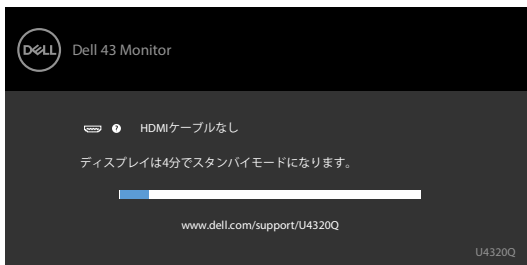 DELL Dell 43 Monitor
? HDMIケーブルなし
ディスプレイは4分でスタンバイモードになります。
www.dell.com/support/U4320Q
U4320Q